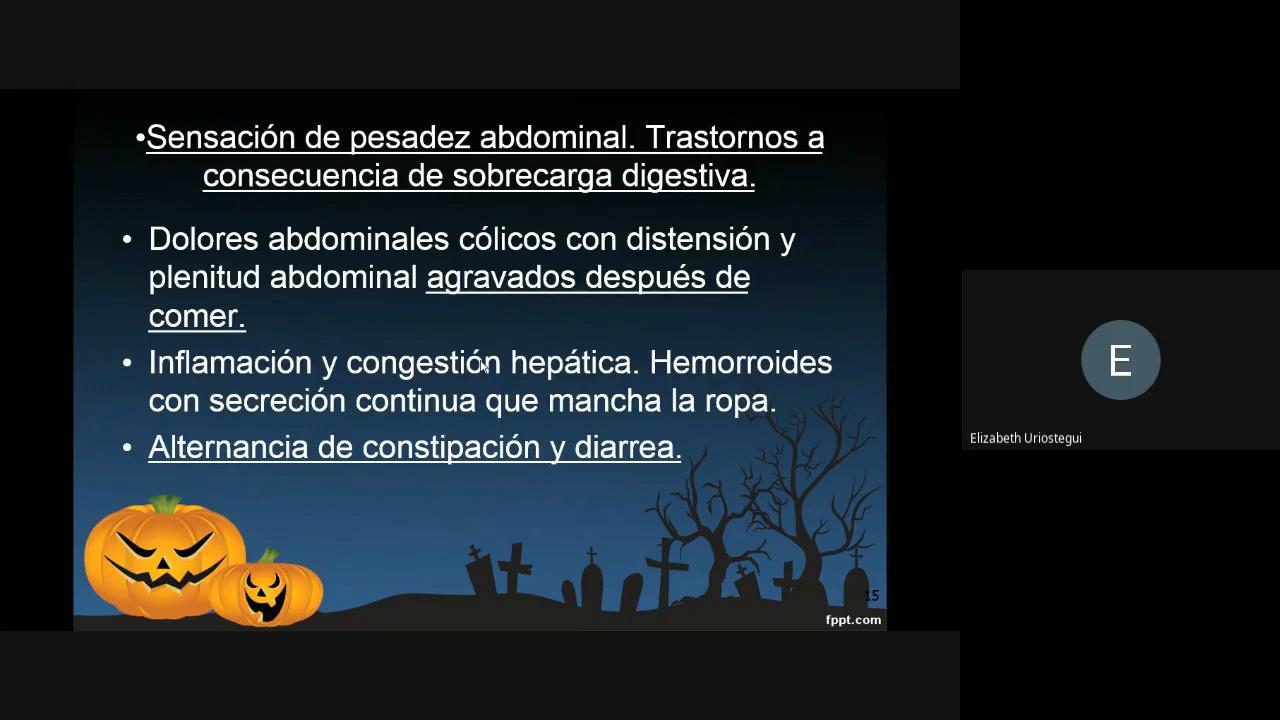 •Sensación de pesadez abdominal. Trastornos a
consecuencia de sobrecarga digestiva.
• Dolores abdominales cólicos con distensión y
plenitud abdominal agravados después de
comer.
• Inflamación y congestión hepática. Hemorroides
con secreción continua que mancha la ropa.
• Alternancia de constipación y diarrea.
15
fppt.com
E
Elizabeth Uriostegui